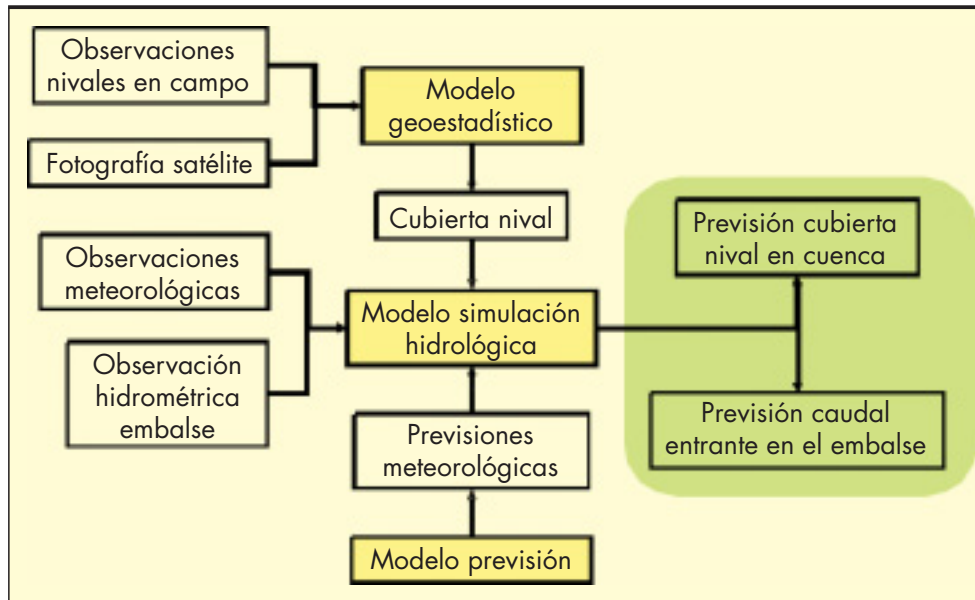 Observaciones
nivales en campo
Modelo
geoestadístico
Fotografía satélite
Cubierta nival
Previsión cubierta
nival en cuenca
Observaciones
meteorológicas
Modelo simulación
hidrológica
Observación
hidrométrica
embalse
Previsión caudal
entrante en el embalse
Previsiones
meteorológicas
Modelo previsión